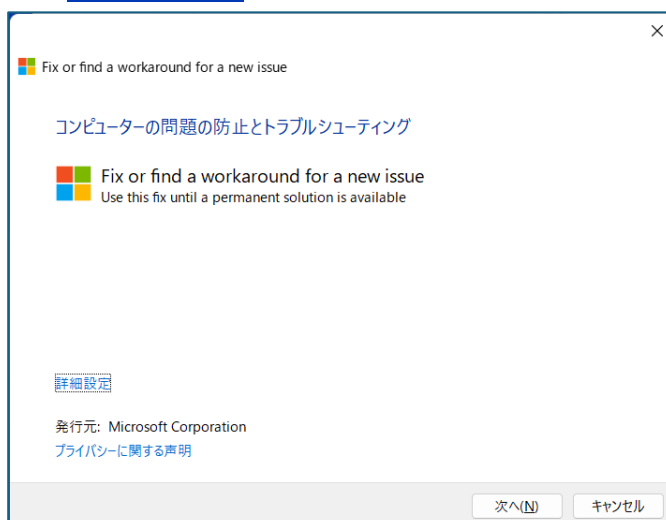 Fix or find a workaround for a new issue
コンピューターの問題の防止とトラブルシューティング
Fix or find a workaround for a new issue
Use this fix until a permanent solution is available
詳細設定
発行元: Microsoft Corporation
プライバシーに関する声明
次へ(N)
キャンセル